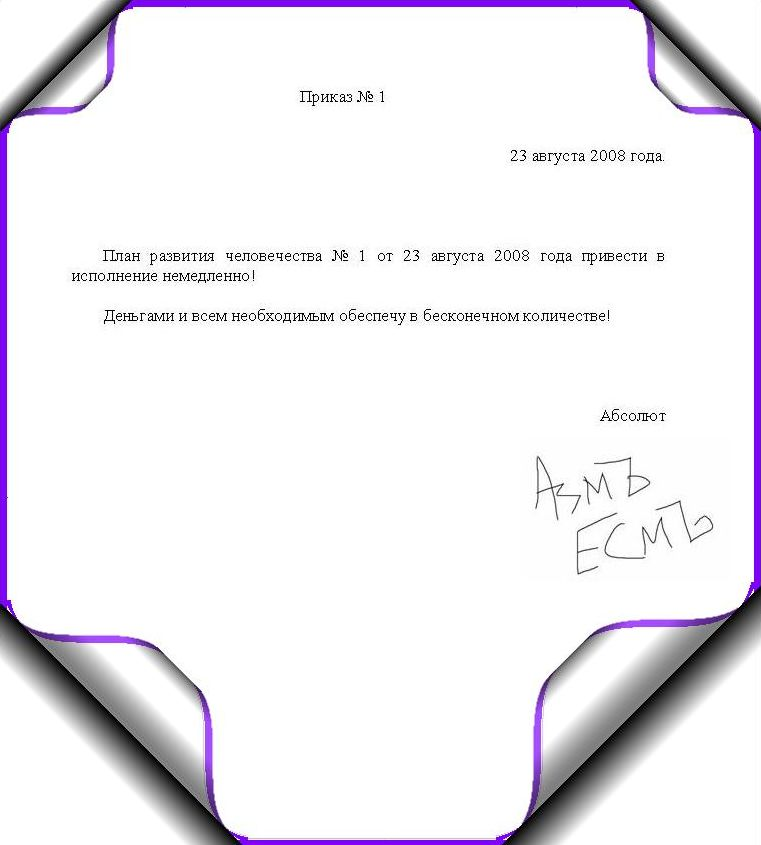 Приказ № 1
23 августа 2008 года.
План развития человечества № 1 от 23 августа 2008 года привести в
исполнение немедленно!
Деньгами и всем необходимым обеспечу в бесконечном количестве!
Абсолют
АзмЪ
ЕСМЪ